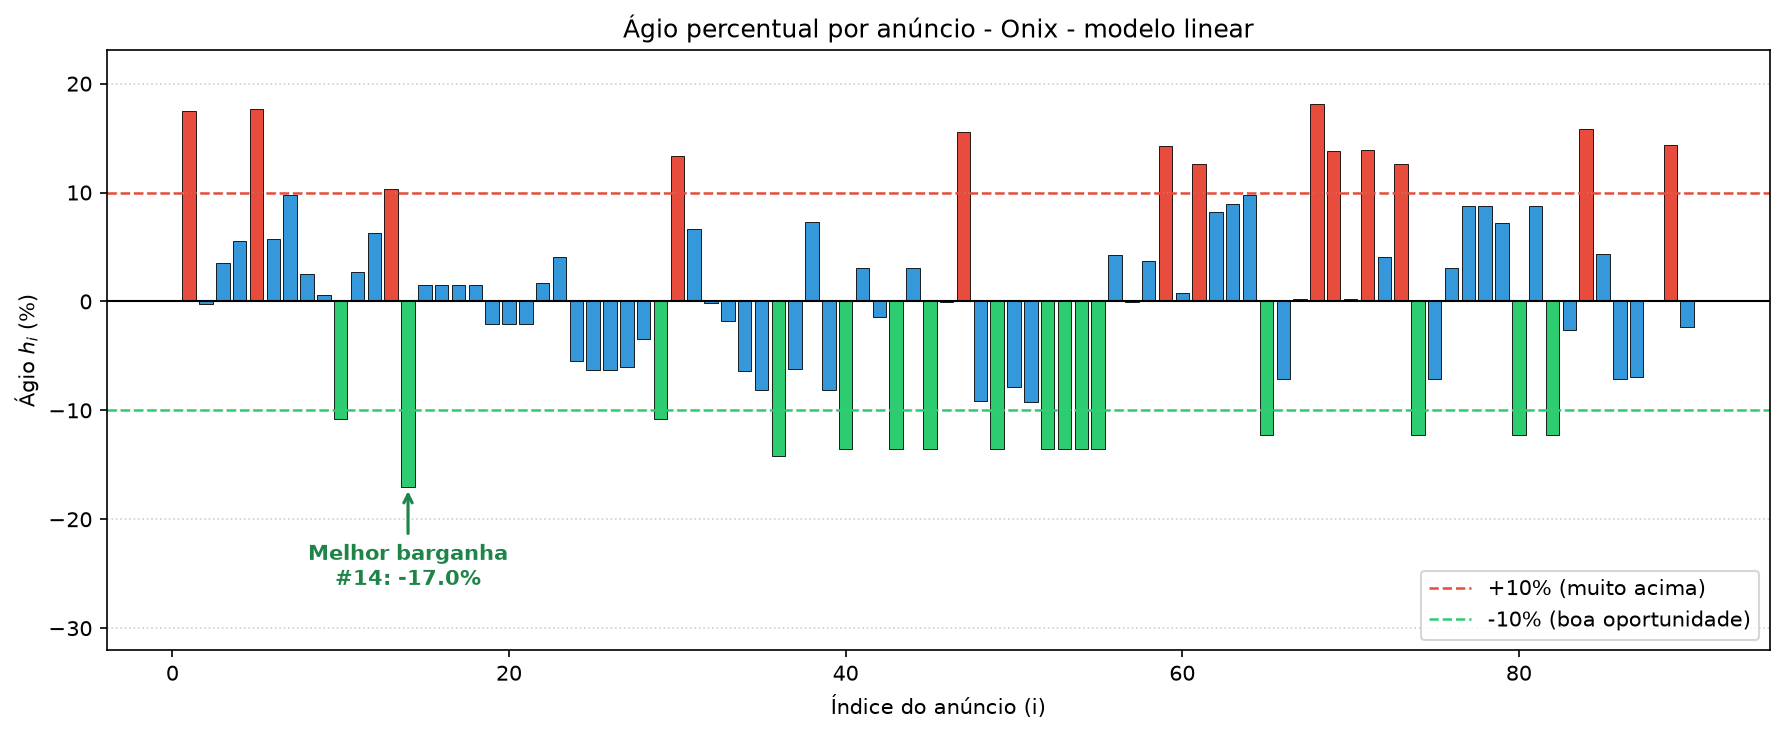 Ágio percentual por anúncio - Onix - modelo linear
Ágio hᵢ (%)
20
10
0
−10
−20
−30
Melhor barganha
#14: -17.0%
+10% (muito acima)
-10% (boa oportunidade)
0 20 40 60 80
Índice do anúncio (i)